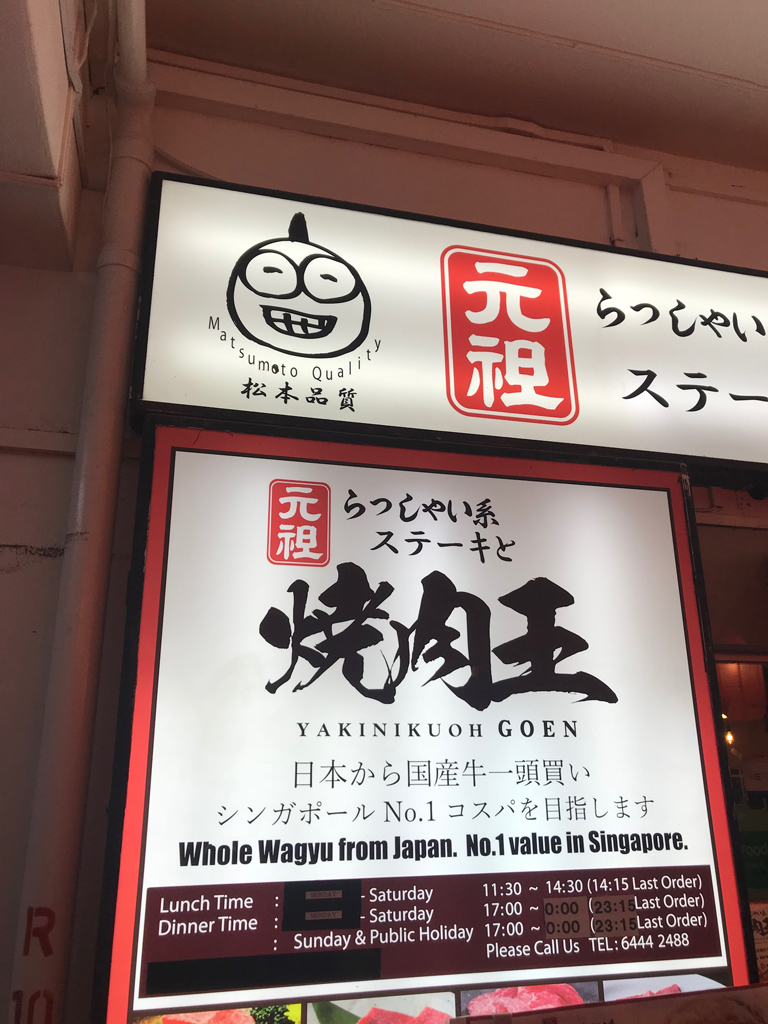 Matsumoto Quality
松本品質
元祖
らっしゃい
ステー
元祖
らっしゃい系
ステーキと
焼肉王
YAKINIKUOH GOEN
日本から国産牛一頭買い
シンガポール No.1 コスパを目指します
Whole Wagyu from Japan. No.1 value in Singapore.
Lunch Time : MONDAY - Saturday 11:30 ~ 14:30 (14:15 Last Order)
Dinner Time : MONDAY - Saturday 17:00 ~ 0:00 (23:15 Last Order)
: Sunday & Public Holiday 17:00 ~ 0:00 (23:15 Last Order)
Please Call Us TEL: 6444 2488
R
10